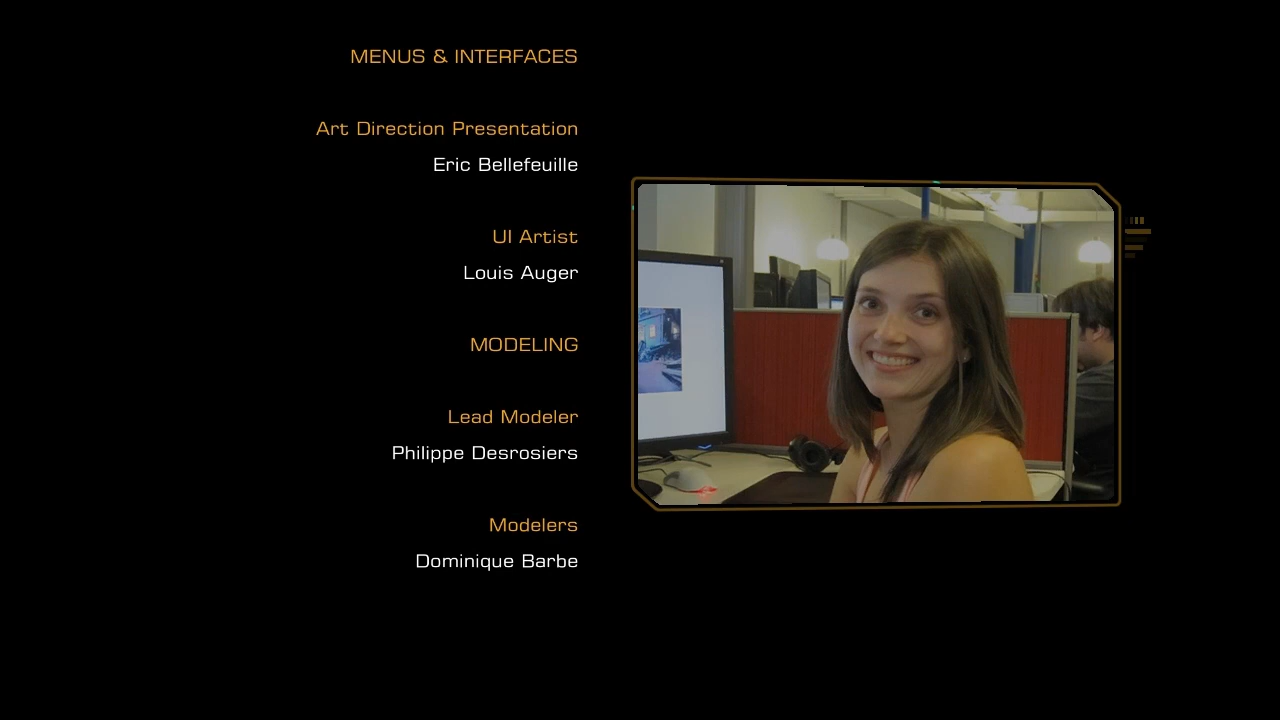 MENUS & INTERFACES
Art Direction Presentation
Eric Bellefeuille
UI Artist
Louis Auger
MODELING
Lead Modeler
Philippe Desrosiers
Modelers
Dominique Barbe